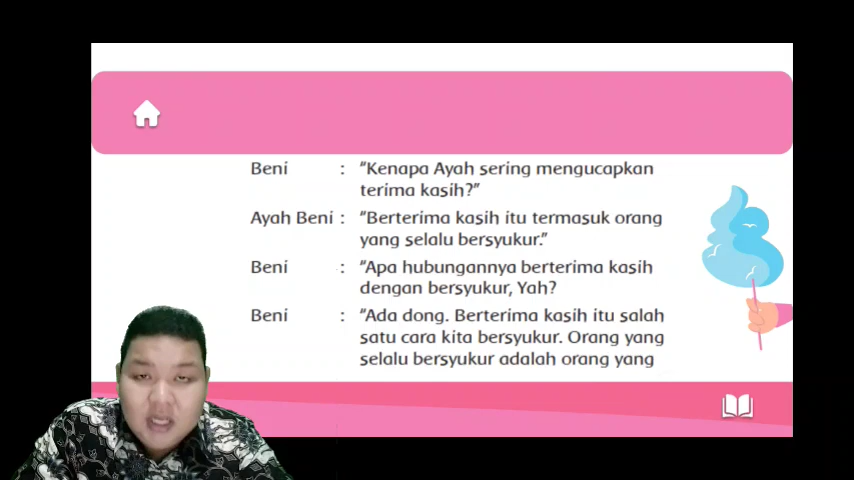 Beni : “Kenapa Ayah sering mengucapkan
terima kasih?”
Ayah Beni : “Berterima kasih itu termasuk orang
yang selalu bersyukur.”
Beni : “Apa hubungannya berterima kasih
dengan bersyukur, Yah?
Beni : “Ada dong. Berterima kasih itu salah
satu cara kita bersyukur. Orang yang
selalu bersyukur adalah orang yang